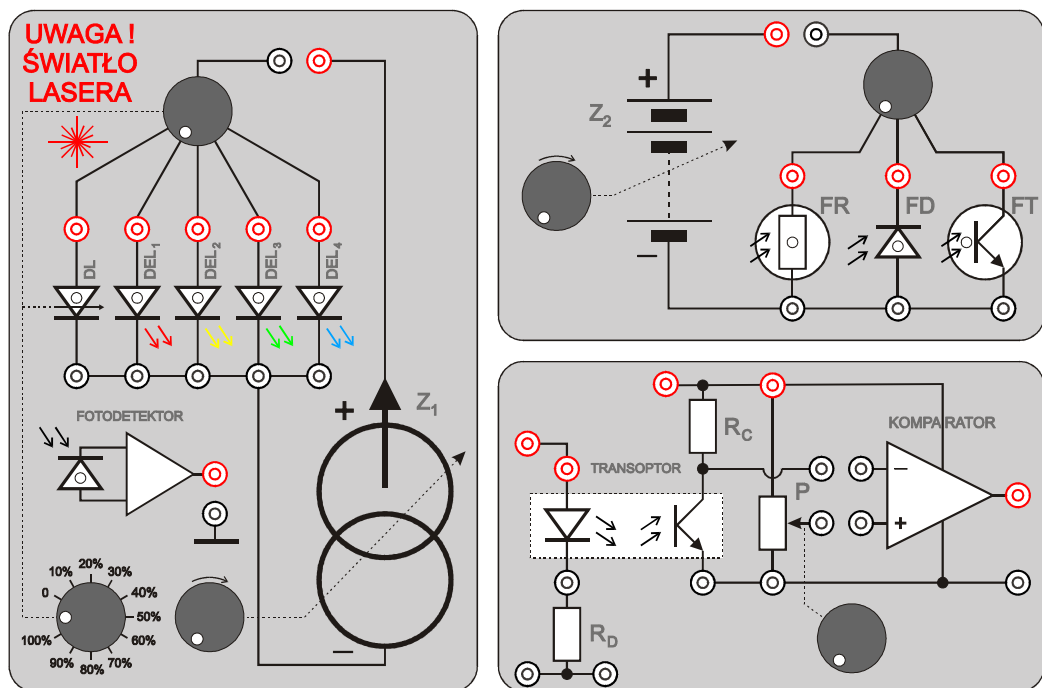 UWAGA !
ŚWIATŁO
LASERA
DL
DEL1
DEL2
DEL3
DEL4
FOTODETEKTOR
+
Z1
−
0
10%
20%
30%
40%
50%
60%
70%
80%
90%
100%
+
Z2
−
FR
FD
FT
RC
TRANSOPTOR
P
KOMPARATOR
−
+
RD